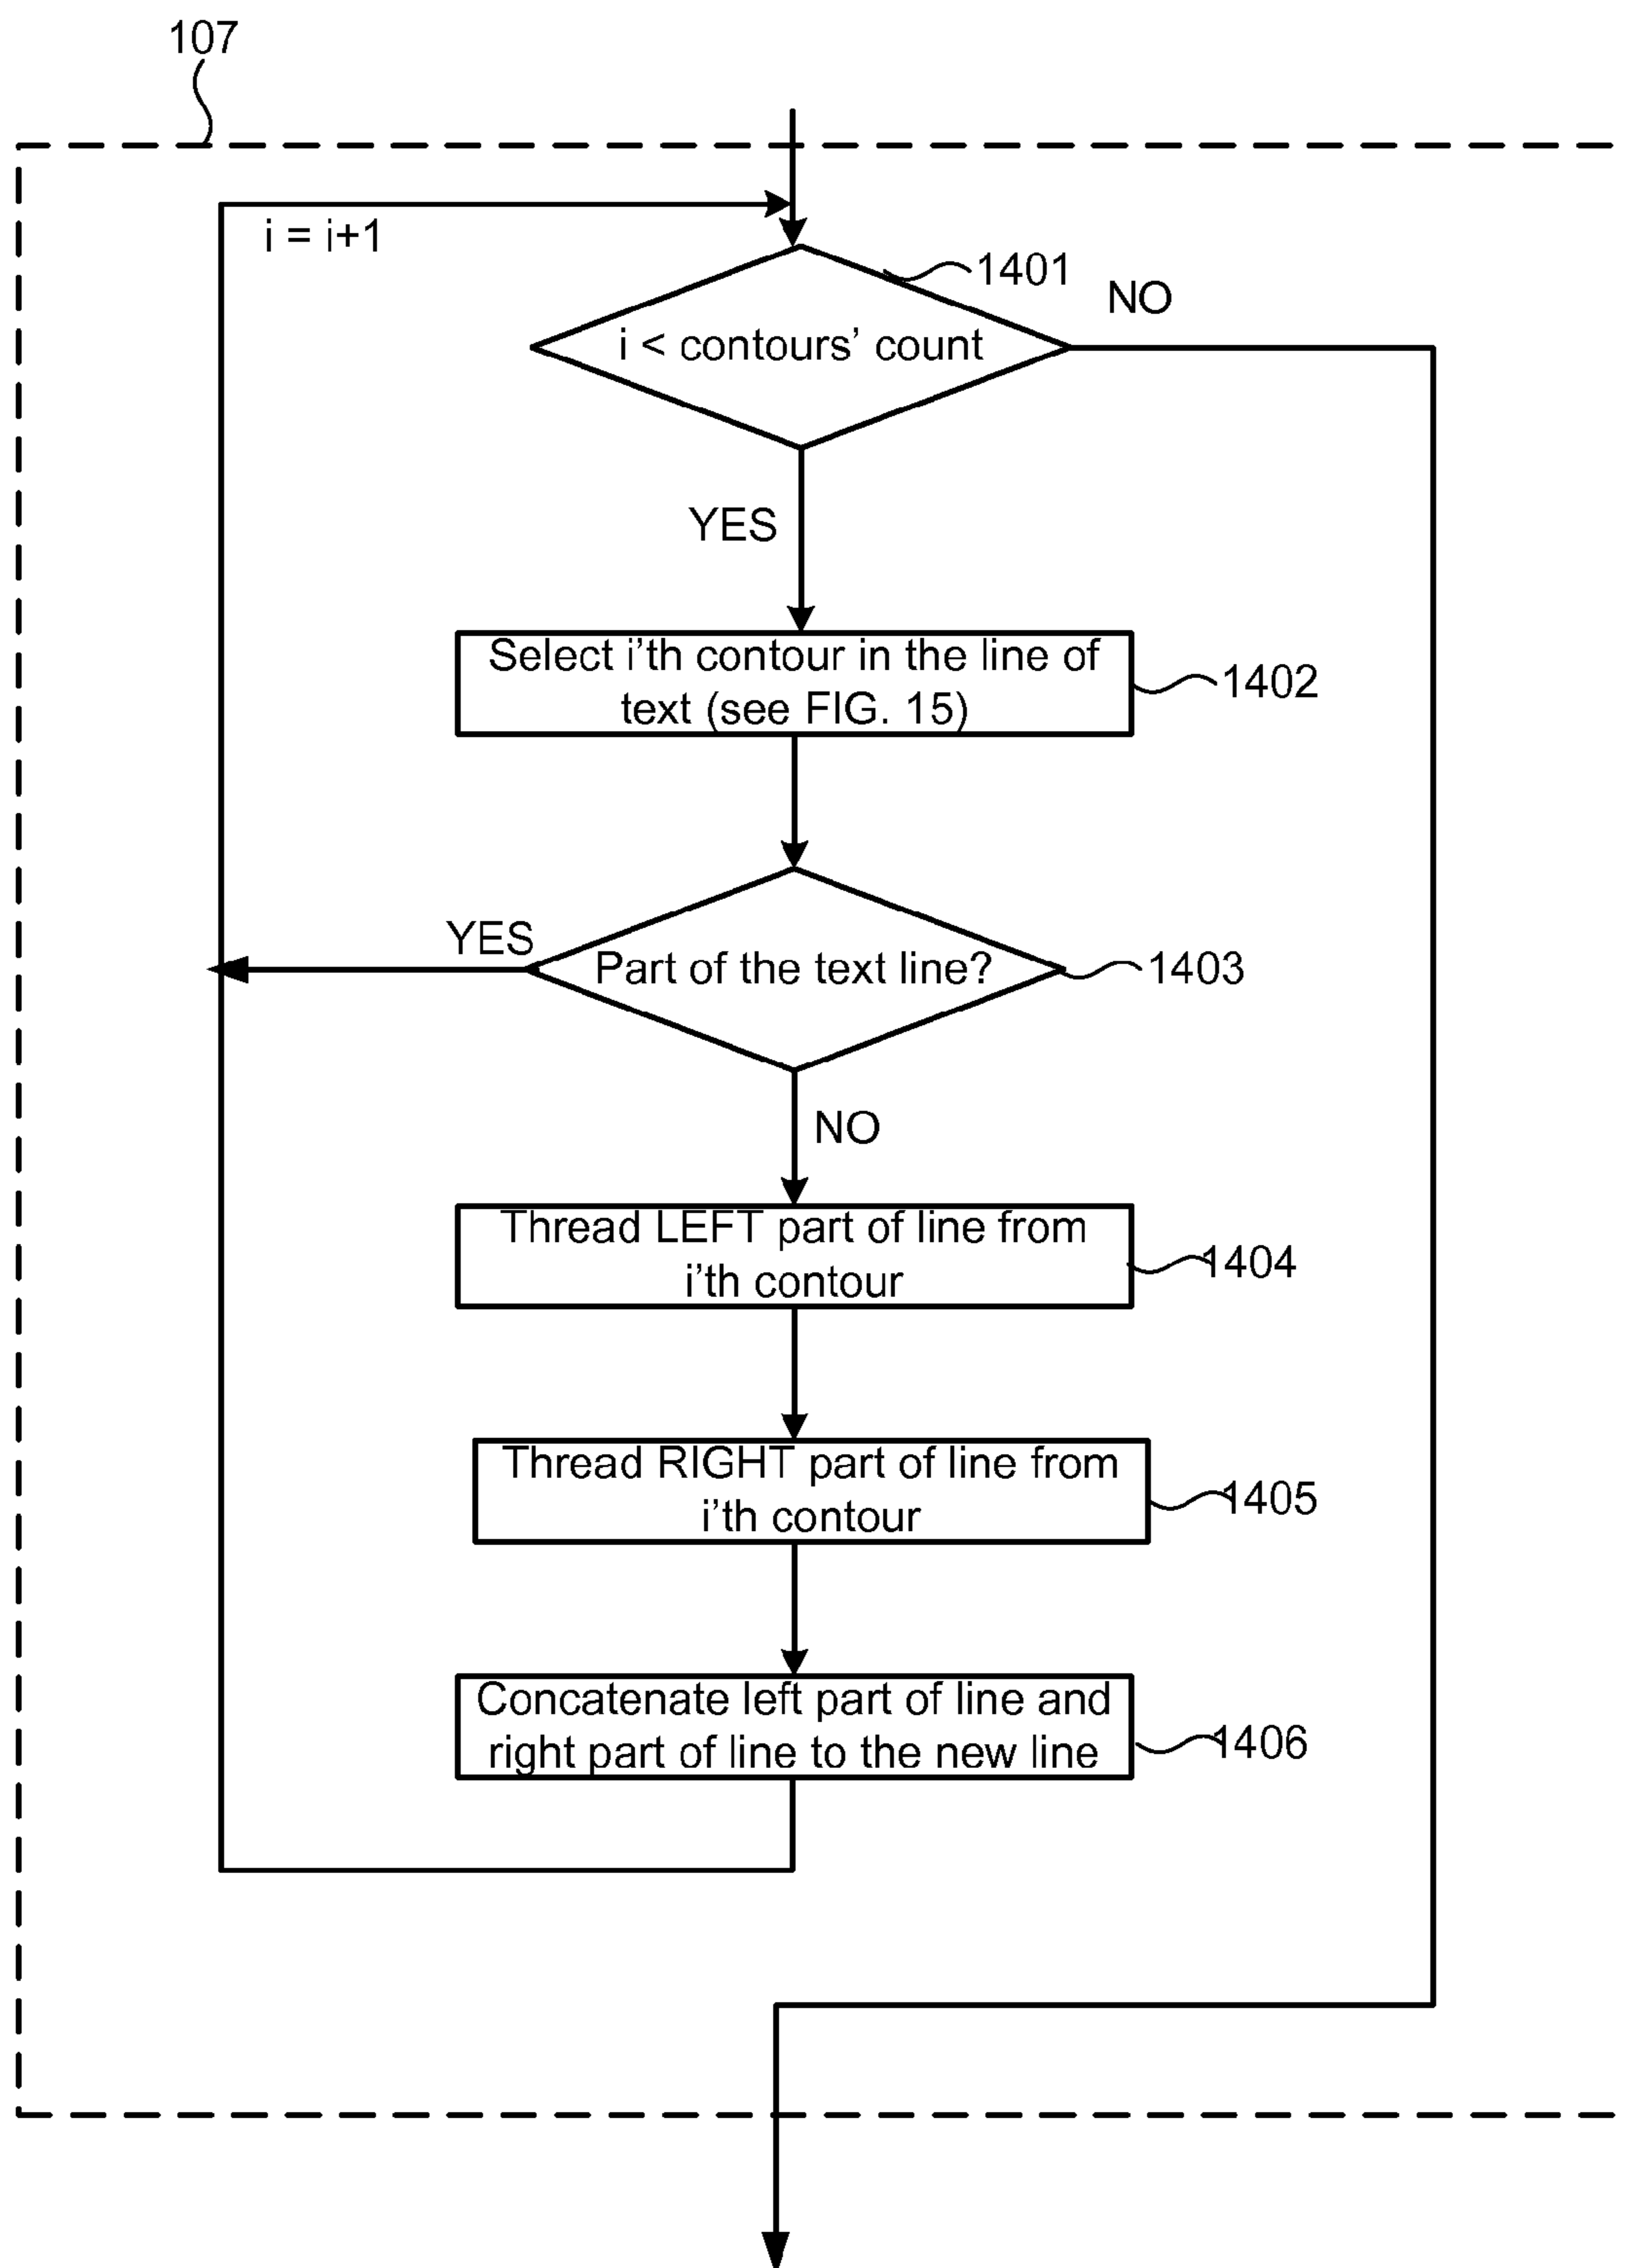 107
i = i+1
1401
NO
i < contours’ count
YES
Select i’th contour in the line of
text (see FIG. 15)
1402
YES
Part of the text line?
1403
NO
Thread LEFT part of line from
i’th contour
1404
Thread RIGHT part of line from
i’th contour
1405
Concatenate left part of line and
right part of line to the new line
1406